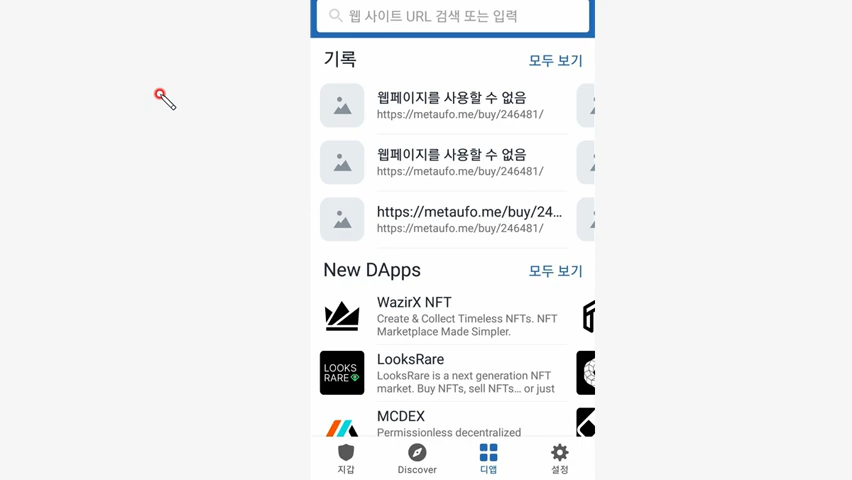 웹 사이트 URL 검색 또는 입력
기록
모두 보기
웹페이지를 사용할 수 없음
https://metaufo.me/buy/246481/
웹페이지를 사용할 수 없음
https://metaufo.me/buy/246481/
https://metaufo.me/buy/24...
https://metaufo.me/buy/246481/
New DApps
모두 보기
WazirX NFT
Create & Collect Timeless NFTs. NFT
Marketplace Made Simpler.
LOOKS
RARE
LooksRare
LooksRare is a next generation NFT
market. Buy NFTs, sell NFTs... or just
MCDEX
Permissionless decentralized
지갑
Discover
디앱
설정